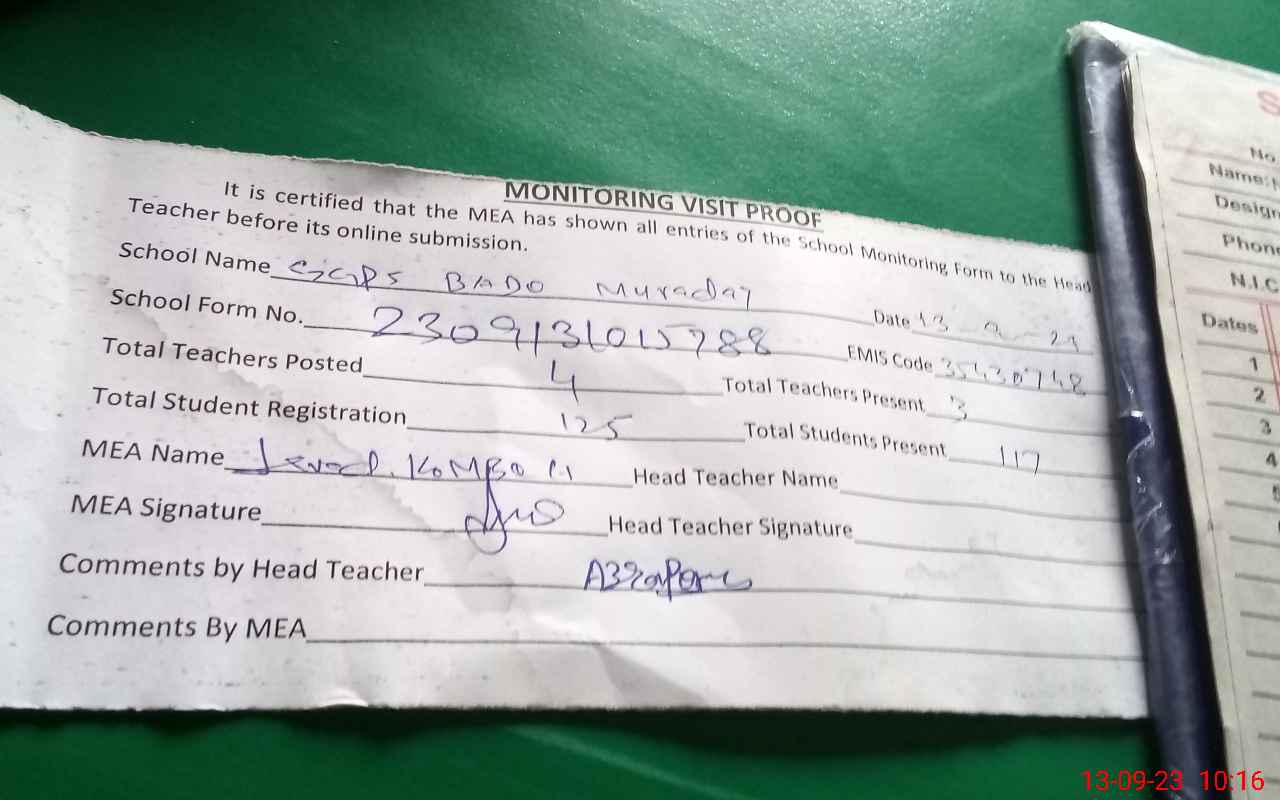 MONITORING VISIT PROOF
It is certified that the MEA has shown all entries of the School Monitoring Form to the Head
Teacher before its online submission.
School Name GGPS BADO Muraday Date 13 9 23
School Form No. 2309131015788 EMIS Code 35430748
Total Teachers Posted 4 Total Teachers Present 3
Total Student Registration 125 Total Students Present 117
MEA Name Head Teacher Name
MEA Signature Head Teacher Signature
Comments by Head Teacher
Comments By MEA
S
No
Name:
Design
Phone
N.I.C
Dates
1
2
3
4
13-09-23 10:16